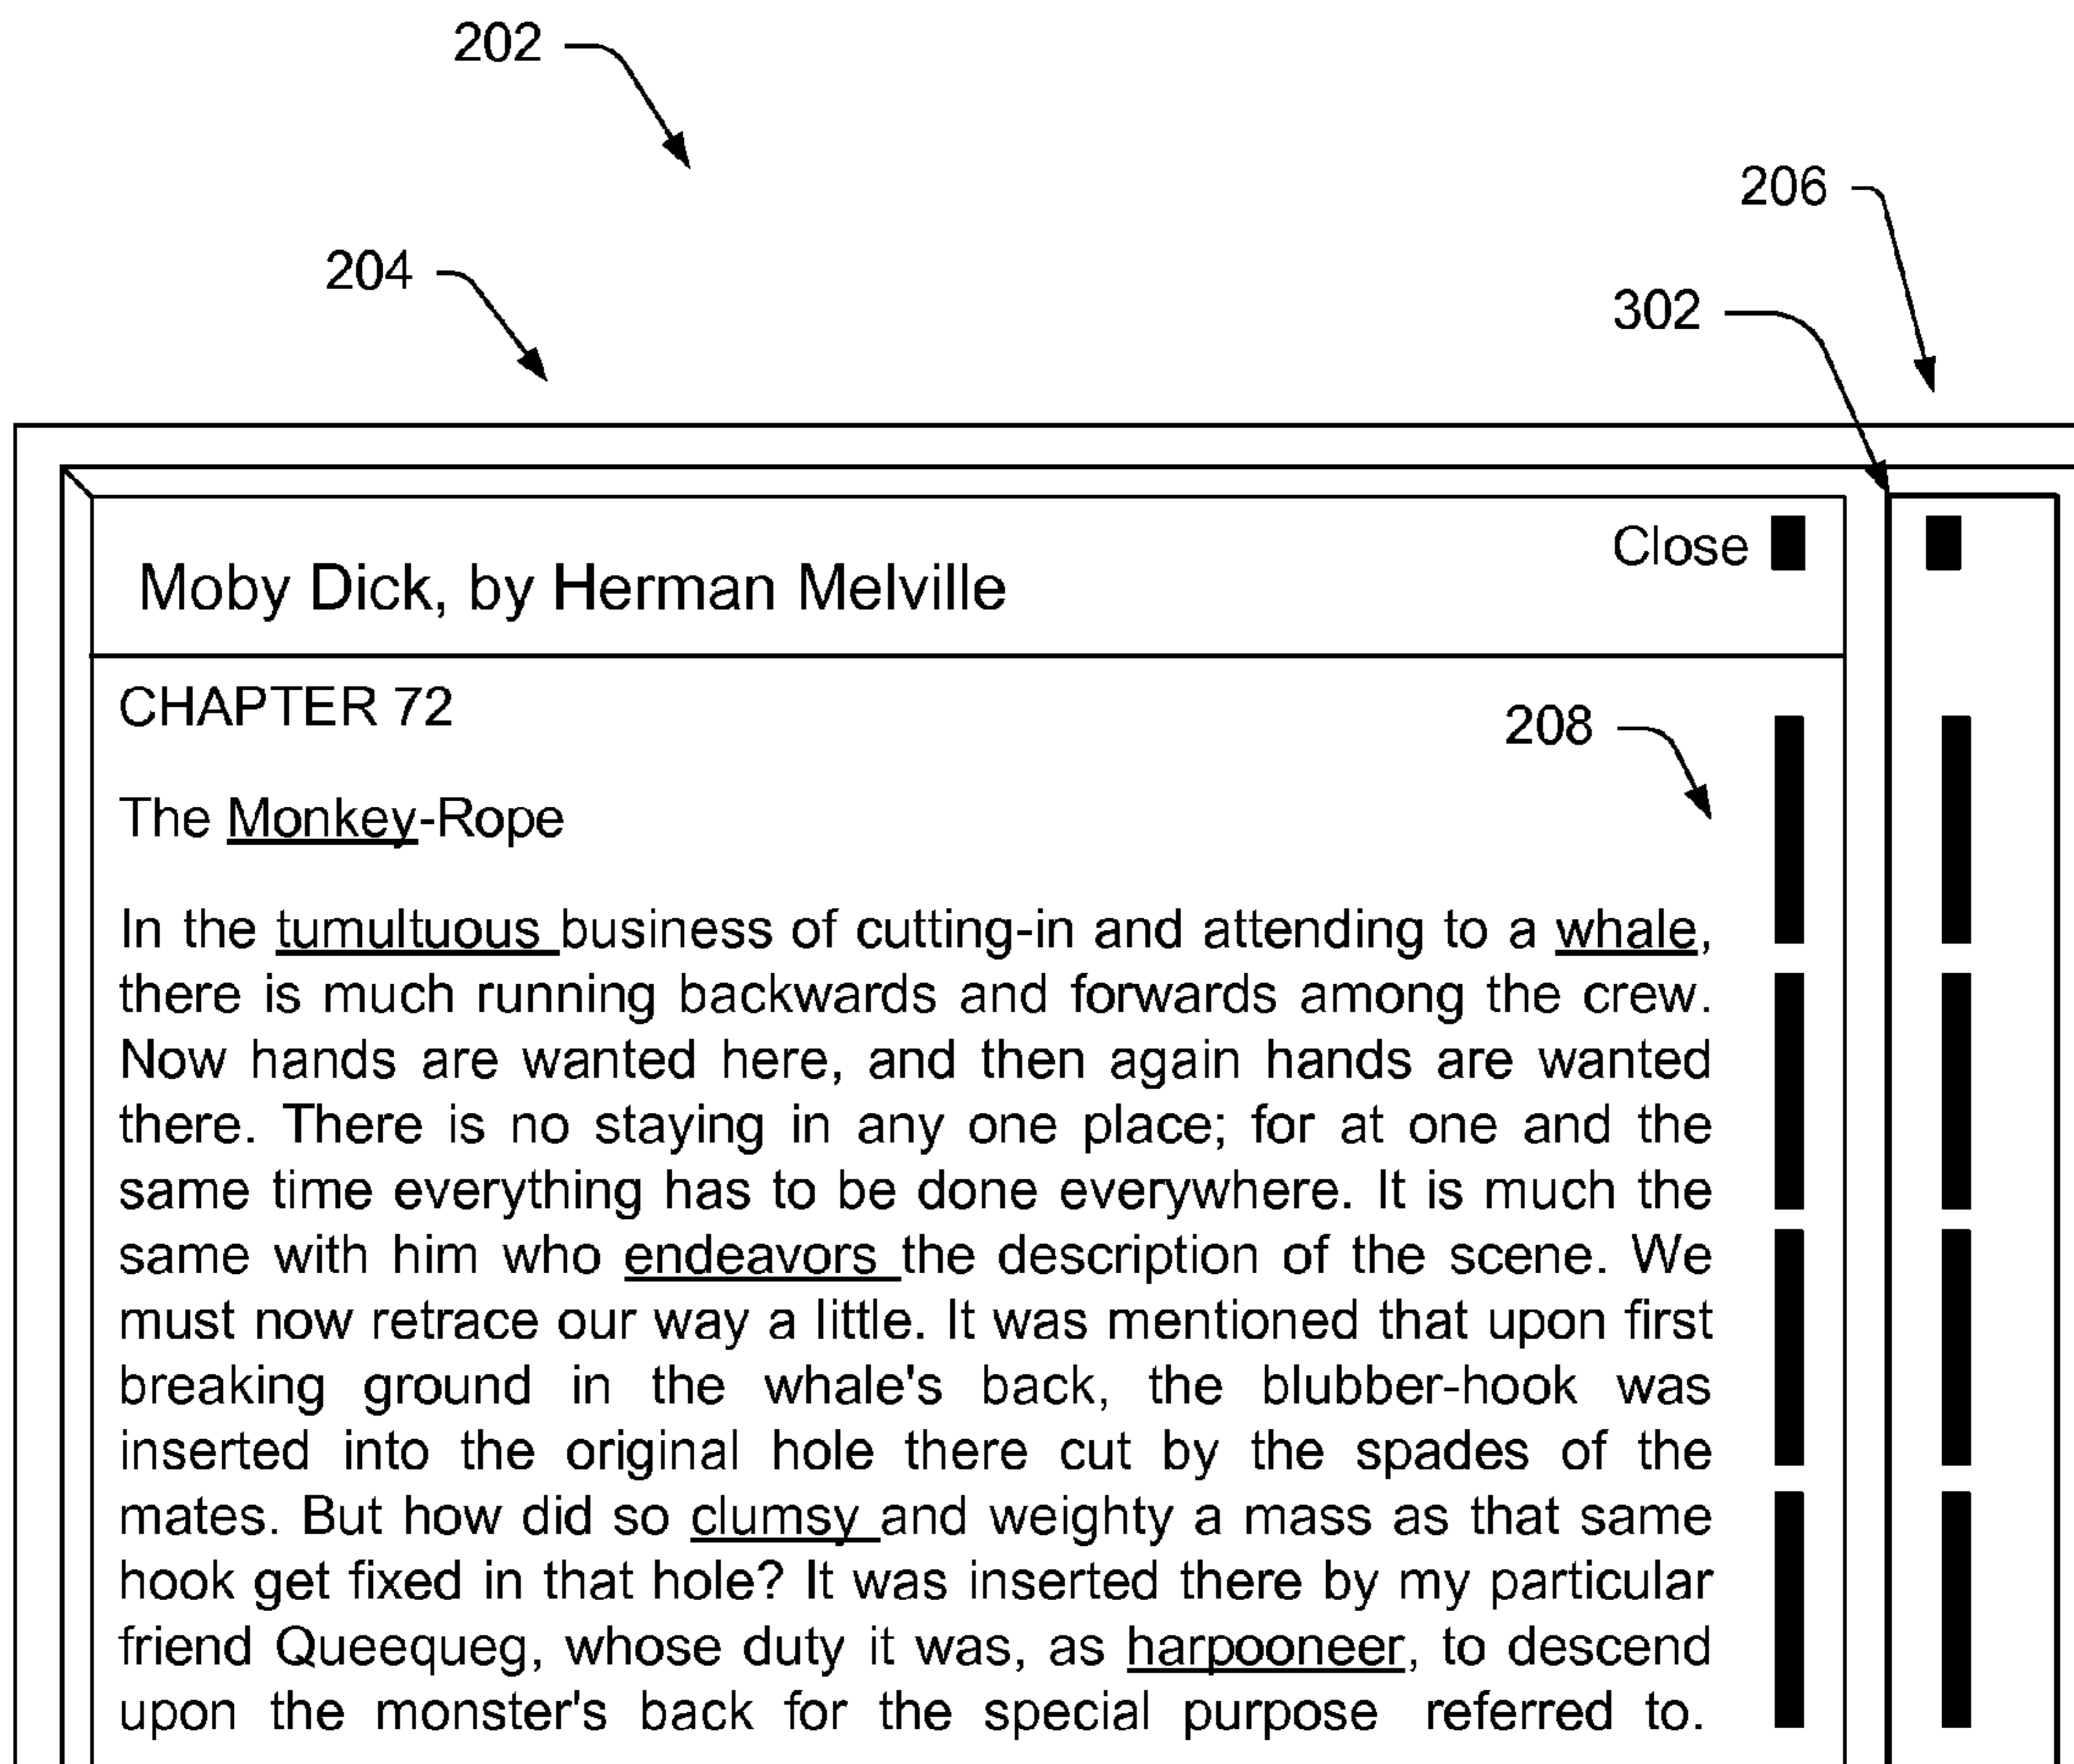 202
206
204
302
Close
Moby Dick, by Herman Melville
CHAPTER 72
208
The Monkey-Rope
In the tumultuous business of cutting-in and attending to a whale,
there is much running backwards and forwards among the crew.
Now hands are wanted here, and then again hands are wanted
there. There is no staying in any one place; for at one and the
same time everything has to be done everywhere. It is much the
same with him who endeavors the description of the scene. We
must now retrace our way a little. It was mentioned that upon first
breaking ground in the whale's back, the blubber-hook was
inserted into the original hole there cut by the spades of the
mates. But how did so clumsy and weighty a mass as that same
hook get fixed in that hole? It was inserted there by my particular
friend Queequeg, whose duty it was, as harpooneer, to descend
upon the monster's back for the special purpose referred to.